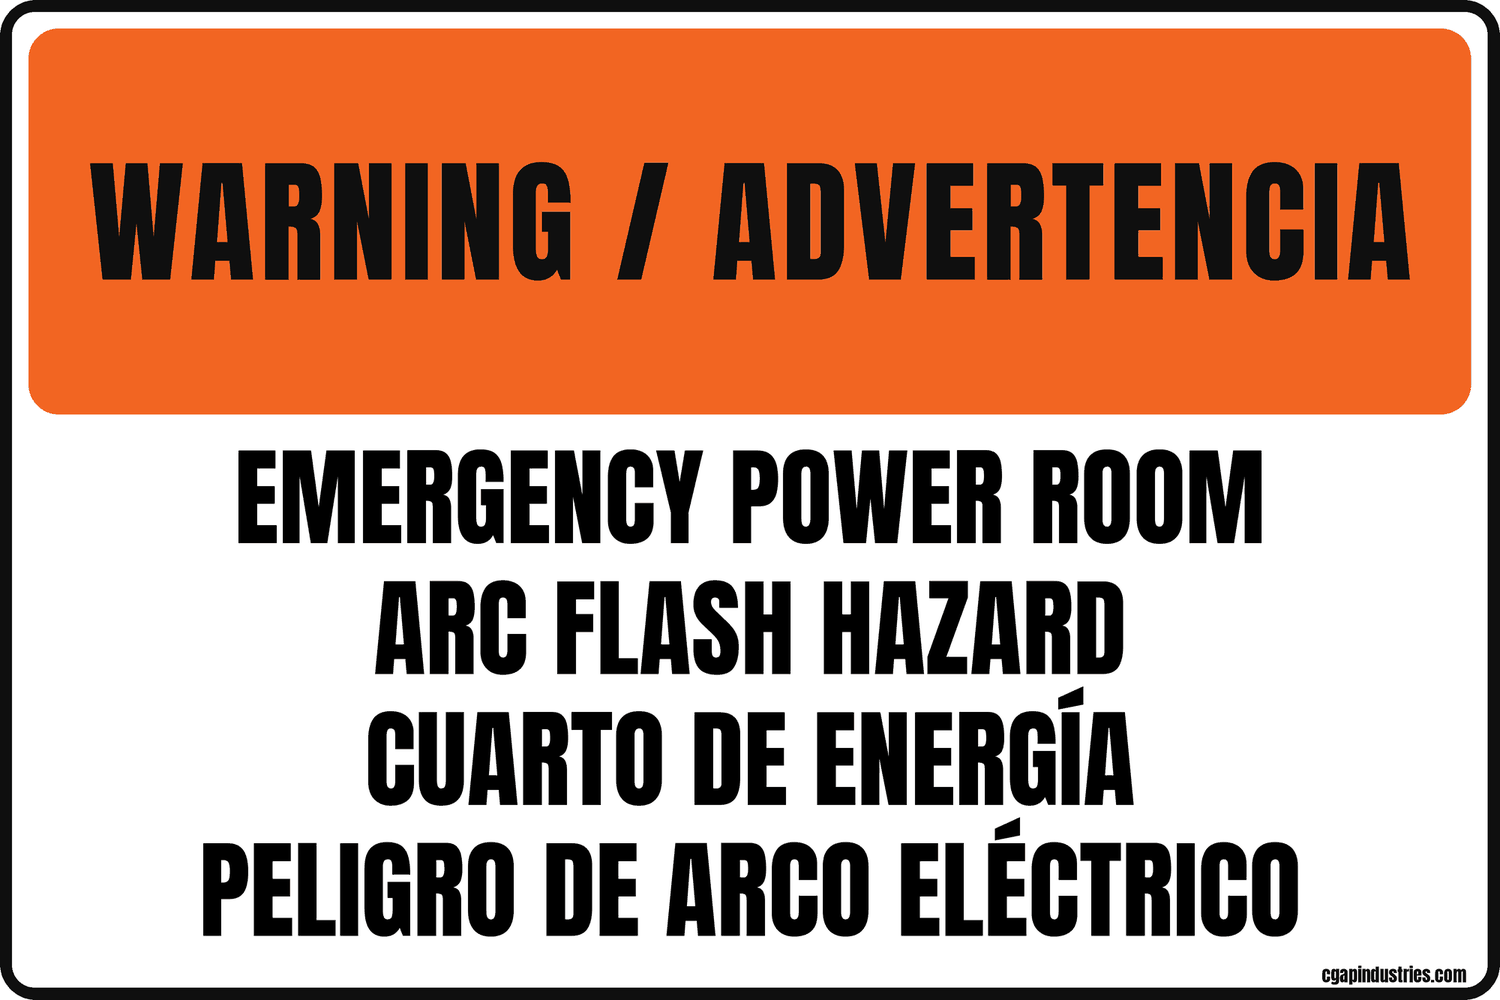 WARNING / ADVERTENCIA
EMERGENCY POWER ROOM
ARC FLASH HAZARD
CUARTO DE ENERGÍA
PELIGRO DE ARCO ELÉCTRICO
cgapindustries.com